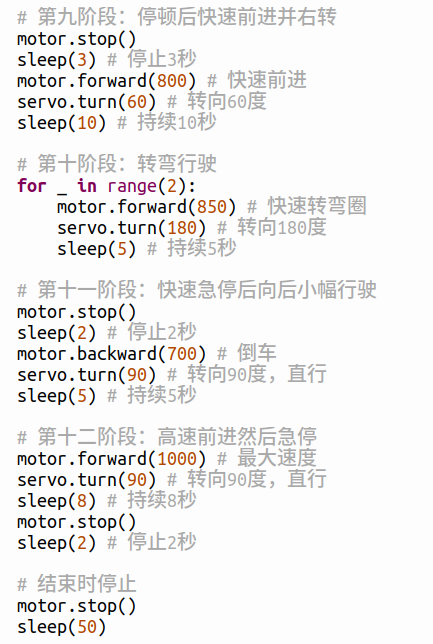 # 第九阶段：停顿后快速前进并右转
motor.stop()
sleep(3) # 停止3秒
motor.forward(800) # 快速前进
servo.turn(60) # 转向60度
sleep(10) # 持续10秒
# 第十阶段：转弯行驶
for _ in range(2):
    motor.forward(850) # 快速转弯圈
    servo.turn(180) # 转向180度
    sleep(5) # 持续5秒
# 第十一阶段：快速急停后向后小幅行驶
motor.stop()
sleep(2) # 停止2秒
motor.backward(700) # 倒车
servo.turn(90) # 转向90度，直行
sleep(5) # 持续5秒
# 第十二阶段：高速前进然后急停
motor.forward(1000) # 最大速度
servo.turn(90) # 转向90度，直行
sleep(8) # 持续8秒
motor.stop()
sleep(2) # 停止2秒
# 结束时停止
motor.stop()
sleep(50)